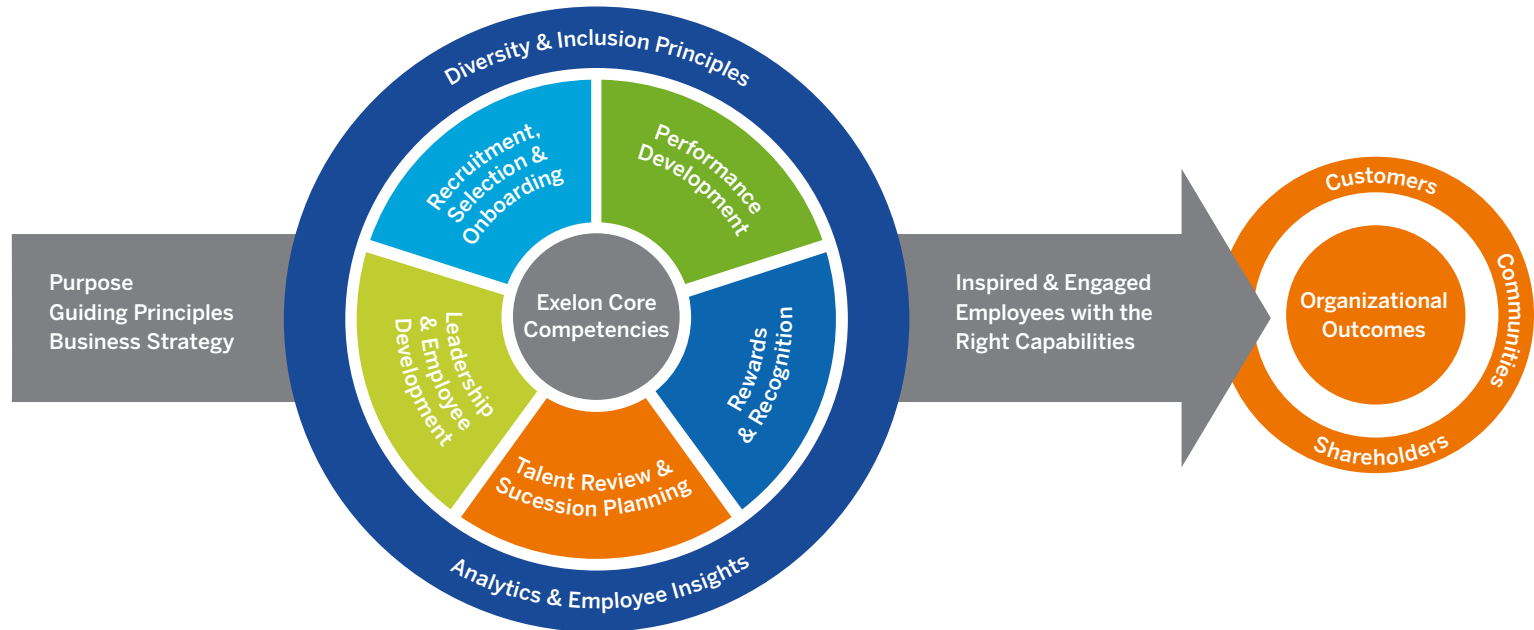 Purpose
Guiding Principles
Business Strategy
Diversity & Inclusion Principles
Recruitment,
Selection &
Onboarding
Performance
Development
Leadership
& Employee
Development
Exelon Core
Competencies
Rewards
& Recognition
Talent Review &
Sucession Planning
Analytics & Employee Insights
Inspired & Engaged
Employees with the
Right Capabilities
Customers
Communities
Organizational
Outcomes
Shareholders